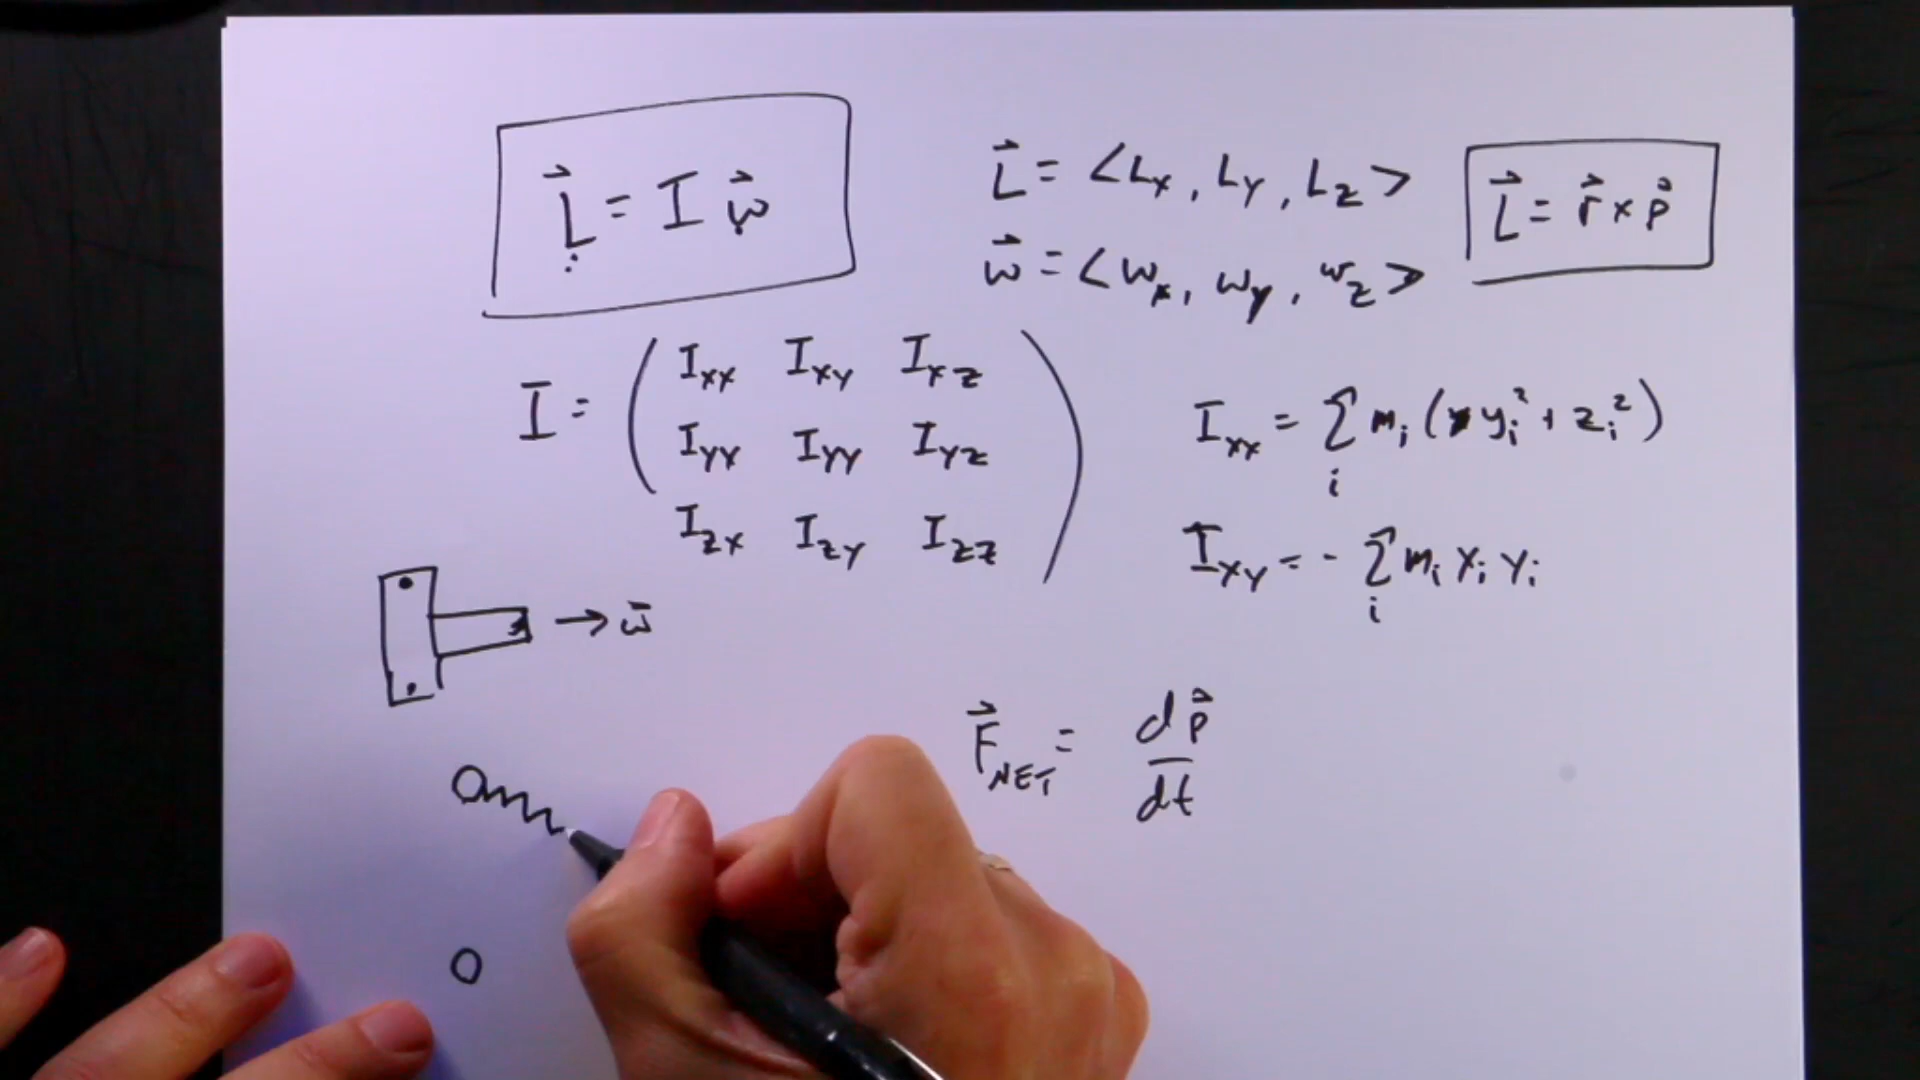 L⃗ = I ω⃗
L⃗ = <Lx, Ly, Lz>
L⃗ = r⃗ × p⃗
ω⃗ = <ωx, ωy, ωz>
I = ( Ixx Ixy Ixz
Iyx Iyy Iyz
Izx Izy Izz )
Ixx = Σi mi (yi² + zi²)
Ixy = - Σi mi xi yi
→ ω⃗
F⃗NET = dp⃗/dt